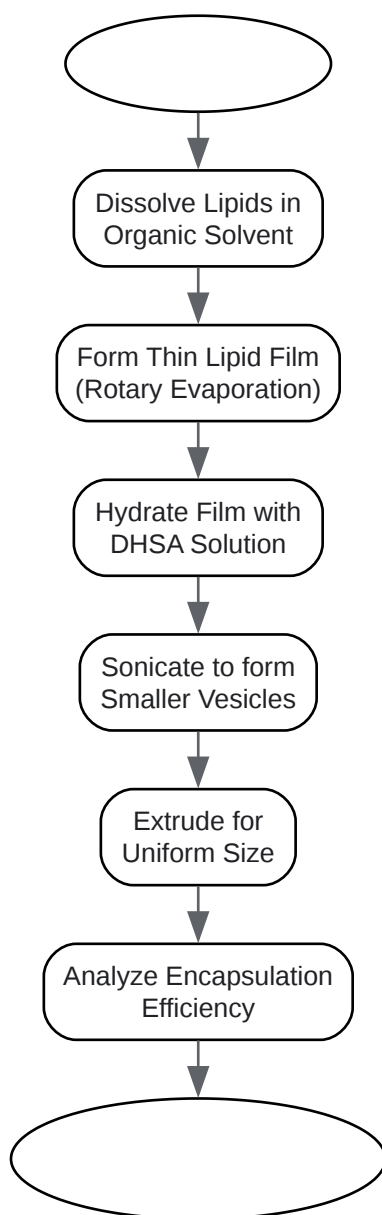 Dissolve Lipids in
Organic Solvent
Form Thin Lipid Film
(Rotary Evaporation)
Hydrate Film with
DHSA Solution
Sonicate to form
Smaller Vesicles
Extrude for
Uniform Size
Analyze Encapsulation
Efficiency